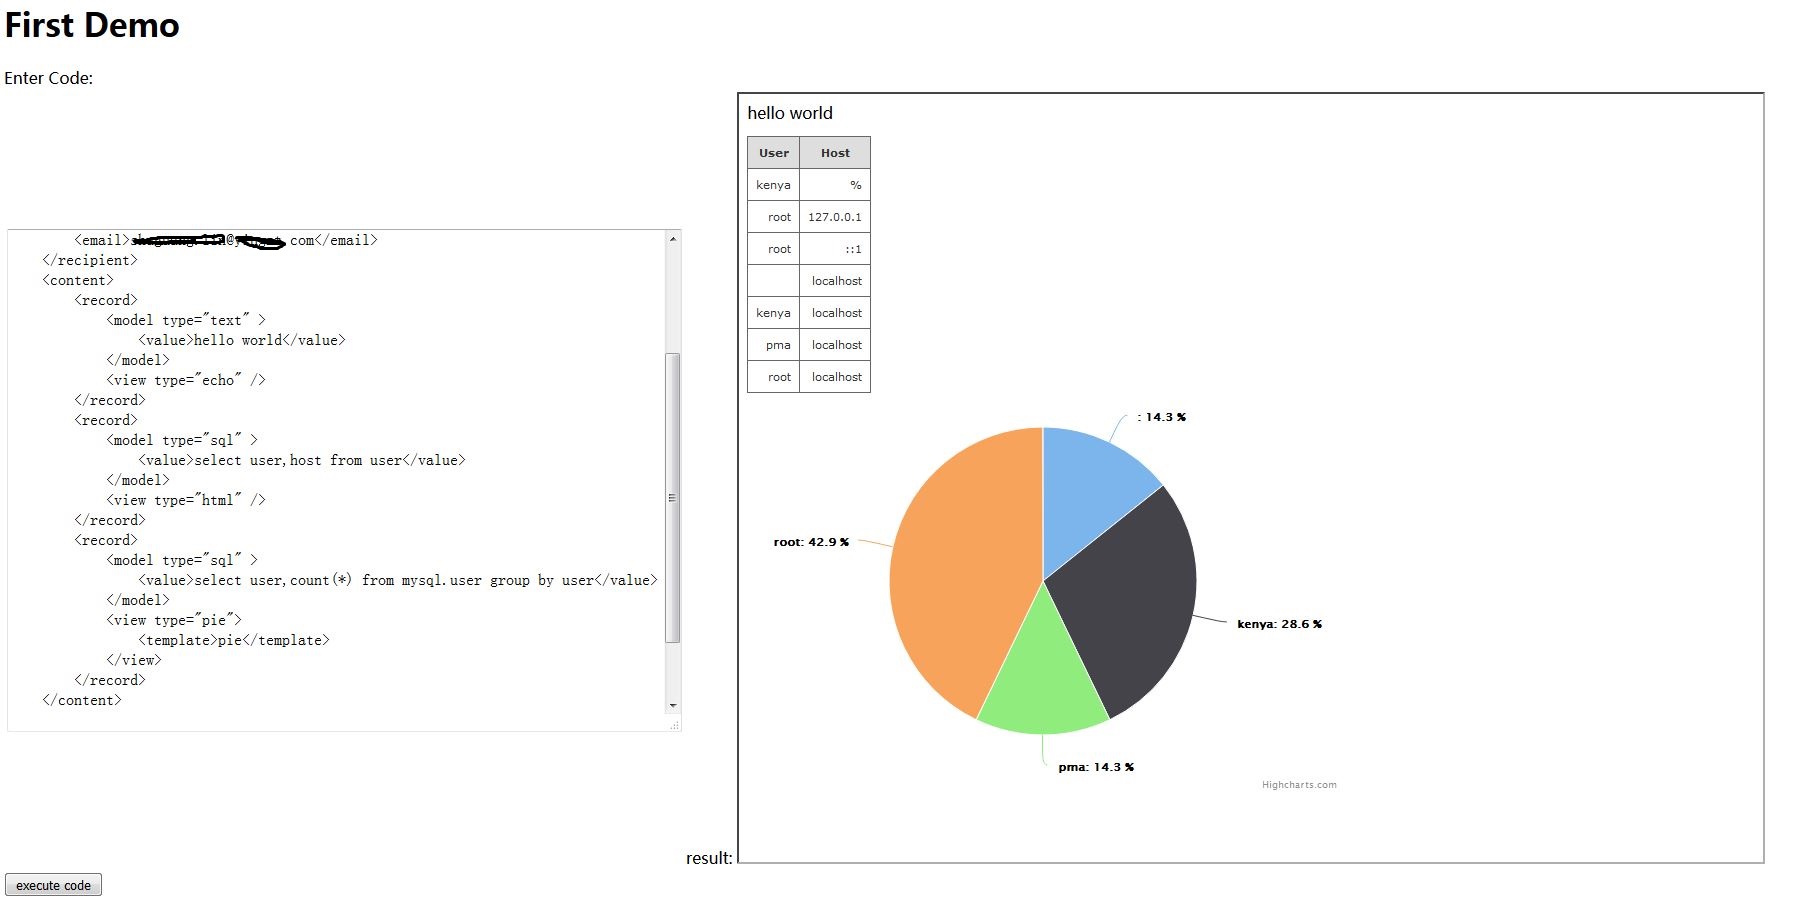 First Demo
Enter Code:
<email> com</email>
</recipient>
<content>
<record>
<model type="text" >
<value>hello world</value>
</model>
<view type="echo" />
</record>
<record>
<model type="sql" >
<value>select user,host from user</value>
</model>
<view type="html" />
</record>
<record>
<model type="sql" >
<value>select user,count(*) from mysql.user group by user</value>
</model>
<view type="pie">
<template>pie</template>
</view>
</record>
</content>
hello world
User Host
kenya %
root 127.0.0.1
root ::1
localhost
kenya localhost
pma localhost
root localhost
: 14.3 %
root: 42.9 %
kenya: 28.6 %
pma: 14.3 %
Highcharts.com
result:
execute code